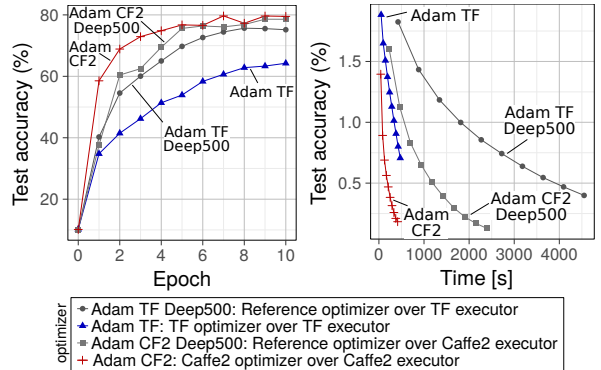 80
60
40
20
Test accuracy (%)
0
2
4
6
8
10
Epoch
Adam CF2
Deep500
Adam
CF2
Adam TF
Adam TF
Deep500
1.5
1.0
0.5
Test accuracy (%)
0
2000
4000
6000
Time [s]
Adam TF
Adam TF
Deep500
Adam CF2
Deep500
Adam
CF2
optimizer
Adam TF Deep500: Reference optimizer over TF executor
Adam TF: TF optimizer over TF executor
Adam CF2 Deep500: Reference optimizer over Caffe2 executor
Adam CF2: Caffe2 optimizer over Caffe2 executor